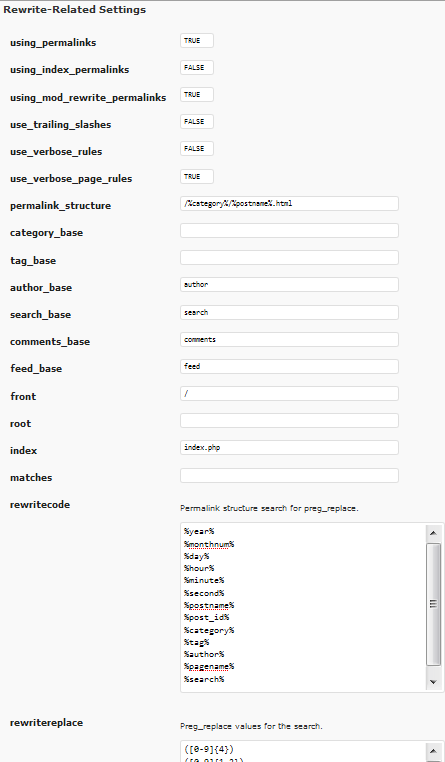 Rewrite-Related Settings
using_permalinks TRUE
using_index_permalinks FALSE
using_mod_rewrite_permalinks TRUE
use_trailing_slashes FALSE
use_verbose_rules FALSE
use_verbose_page_rules TRUE
permalink_structure /%category%/%postname%.html
category_base
tag_base
author_base author
search_base search
comments_base comments
feed_base feed
front /
root
index index.php
matches
rewritecode Permalink structure search for preg_replace.
%year%
%monthnum%
%day%
%hour%
%minute%
%second%
%postname%
%post_id%
%category%
%tag%
%author%
%pagename%
%search%
rewritereplace Preg_replace values for the search.
([0-9]{4})